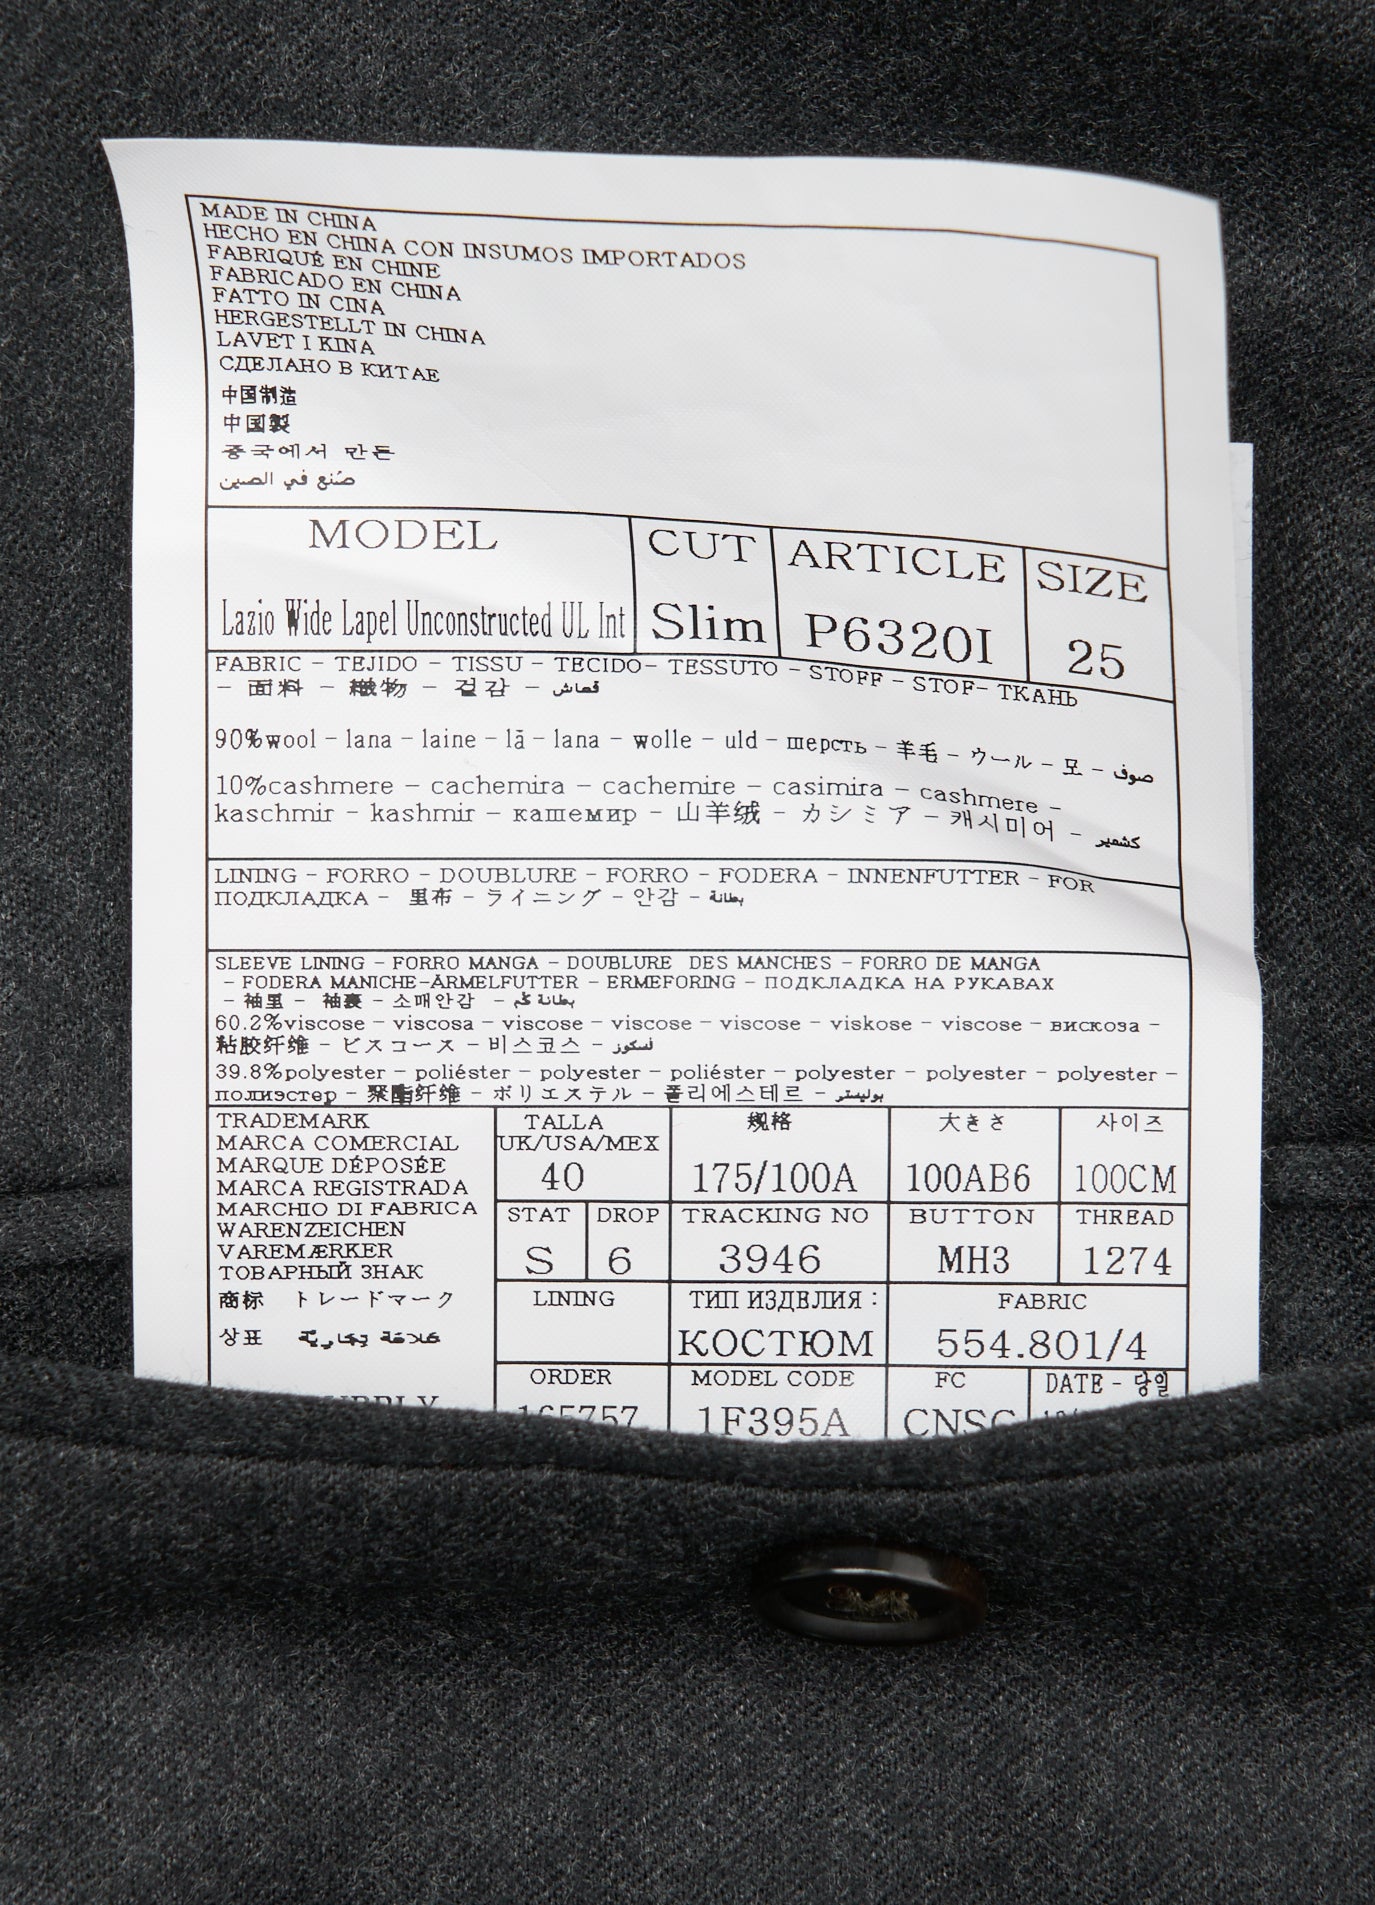 MADE IN CHINA
HECHO EN CHINA CON INSUMOS IMPORTADOS
FABRIQUÉ EN CHINE
FABRICADO EN CHINA
FATTO IN CINA
HERGESTELLT IN CHINA
LAVET I KINA
СДЕЛАНО В КИТАЕ
中国制造
中国製
중국에서 만든
صُنع في الصين
MODEL CUT ARTICLE SIZE
Lazio Wide Lapel Unconstructed UL Int Slim P6320I 25
FABRIC – TEJIDO – TISSU – TECIDO– TESSUTO – STOFF – STOF– ТКАНЬ
– 面料 – 織物 – 겉감 – قماش
90%wool – lana – laine – lã – lana – wolle – uld – шерсть – 羊毛 – ウール – 모 – صوف
10%cashmere – cachemira – cachemire – casimira – cashmere –
kaschmir – kashmir – кашемир – 山羊绒 – カシミア – 캐시미어 – كشمير
LINING – FORRO – DOUBLURE – FORRO – FODERA – INNENFUTTER – FOR
ПОДКЛАДКА – 里布 – ライニング – 안감 – بطانة
SLEEVE LINING – FORRO MANGA – DOUBLURE DES MANCHES – FORRO DE MANGA
– FODERA MANICHE–ÄRMELFUTTER – ERMEFORING – ПОДКЛАДКА НА РУКАВАХ
– 袖里 – 袖裏 – 소매안감 – بطانة كم
60.2%viscose – viscosa – viscose – viscose – viscose – viskose – viscose – вискоза –
粘胶纤维 – ビスコース – 비스코스 – فسكوز
39.8%polyester – poliéster – polyester – poliéster – polyester – polyester – polyester –
полиэстер – 聚酯纤维 – ポリエステル – 폴리에스테르 – بوليستر
TRADEMARK
MARCA COMERCIAL
MARQUE DÉPOSÉE
MARCA REGISTRADA
MARCHIO DI FABRICA
WARENZEICHEN
VAREMÆRKER
ТОВАРНЫЙ ЗНАК
商标 トレードマーク
상표 علامة تجارية
TALLA 规格 大きさ 사이즈
UK/USA/MEX
40 175/100A 100AB6 100CM
STAT DROP TRACKING NO BUTTON THREAD
S 6 3946 MH3 1274
LINING ТИП ИЗДЕЛИЯ : FABRIC
КОСТЮМ 554.801/4
ORDER MODEL CODE FC DATE – 당일
165757 1F395A CNSC